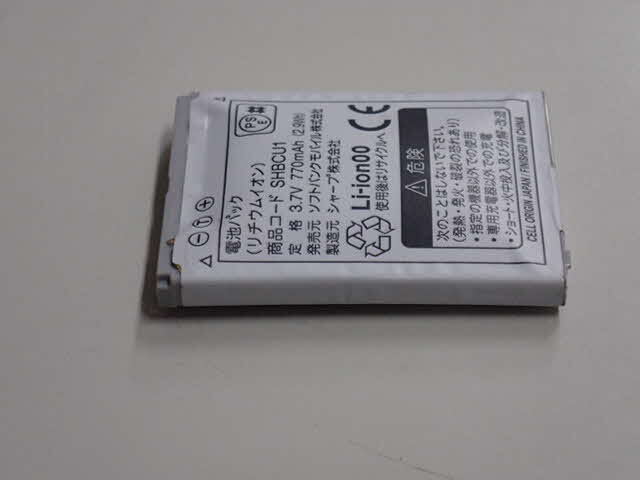 電池パック
(リチウムイオン)
商品コード SHBCU1
定格 3.7V 770mAh (2.9Wh)
発売元 ソフトバンクモバイル株式会社
製造元 シャープ株式会社
PS
E
Li-ion00
使用後はリサイクルへ
CE
⚠危険
次のことはしないで下さい
(発熱・発火・破裂の恐れあり)
・指定の機器以外での使用
・専用充電器以外での充電
・ショート・火中投入及び分解・改造
CELL ORIGIN JAPAN / FINISHED IN CHINA